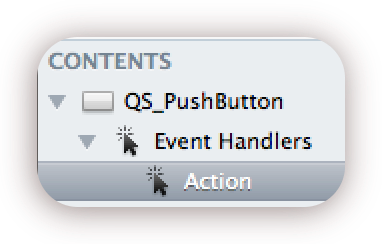 CONTENTS
QS_PushButton
Event Handlers
Action